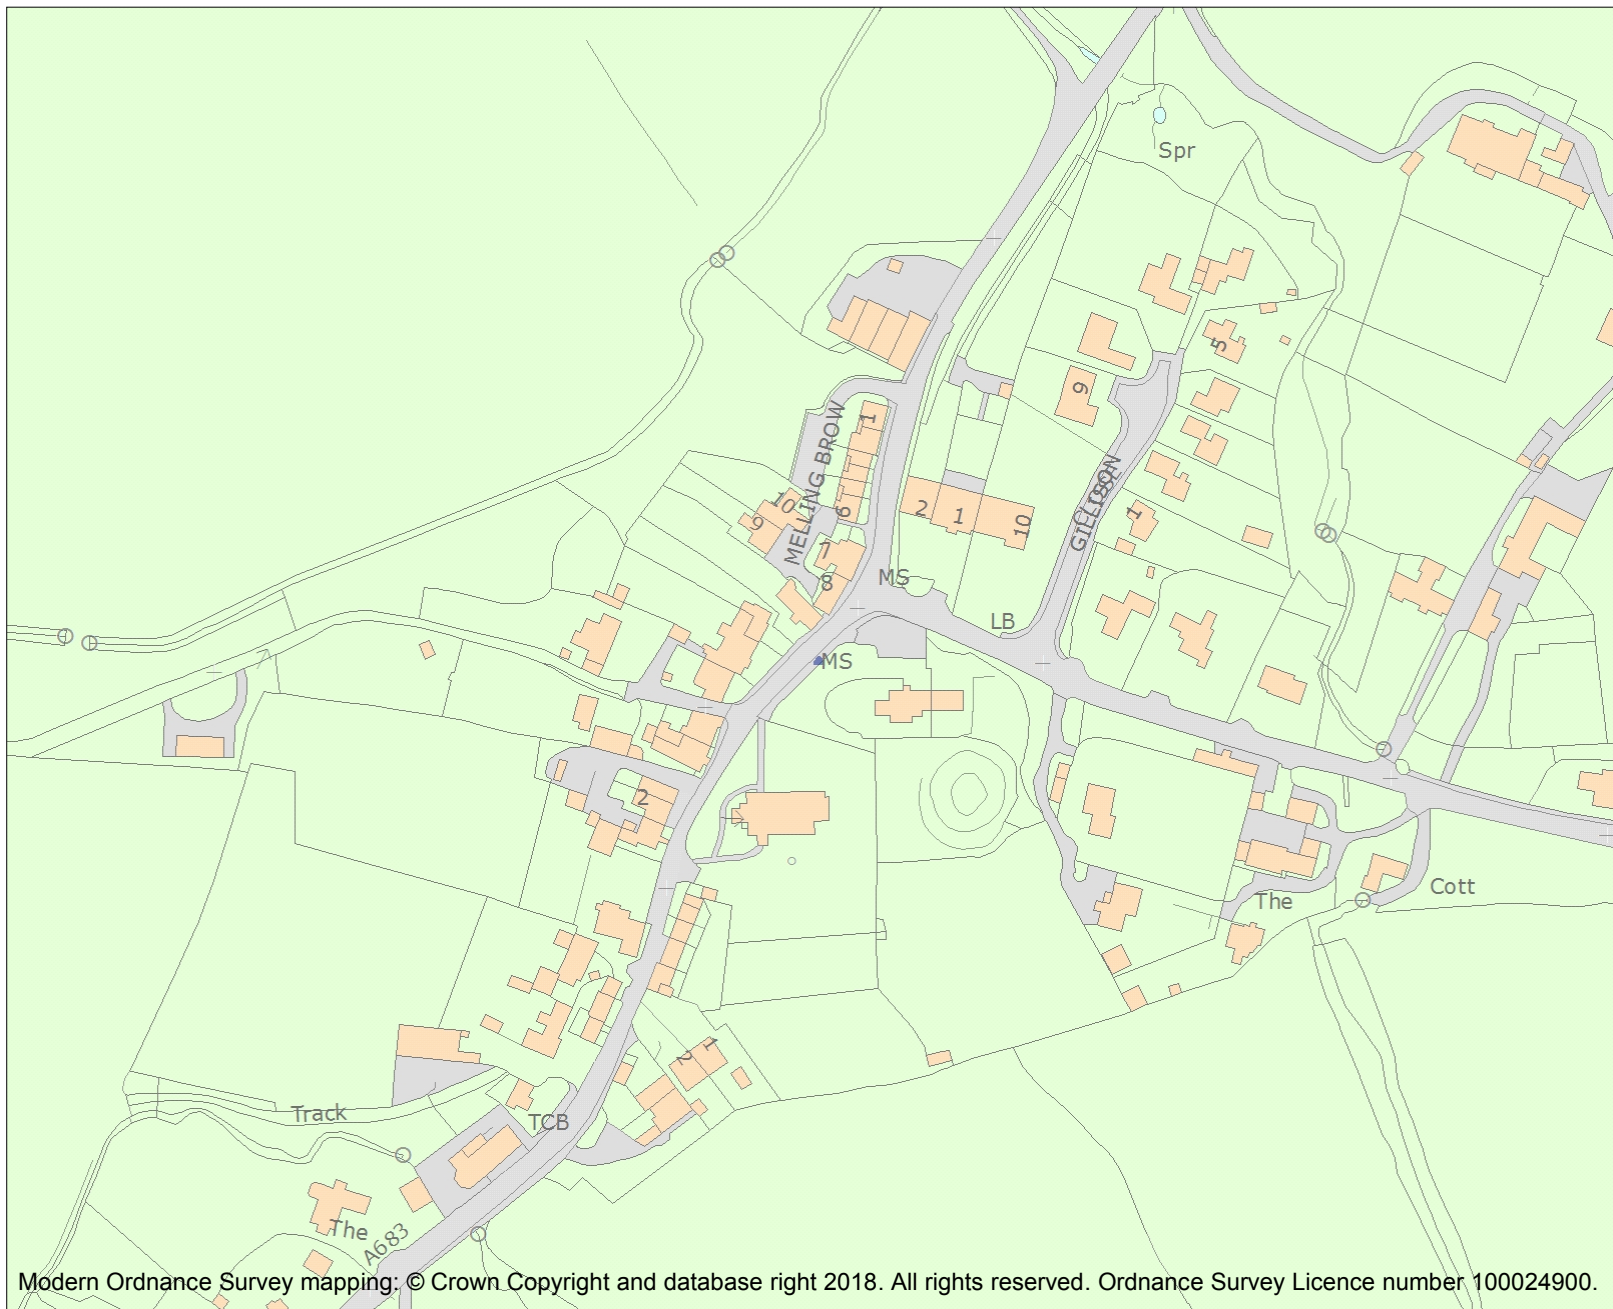 Spr
5
9
1
MELLING BROW
10
9
6
7
8
2
1
10
GILLISON
CLOSE
1
MS
LB
MS
2
The
Cott
1
2
Track
TCB
The
A683
Modern Ordnance Survey mapping: © Crown Copyright and database right 2018. All rights reserved. Ordnance Survey Licence number 100024900.